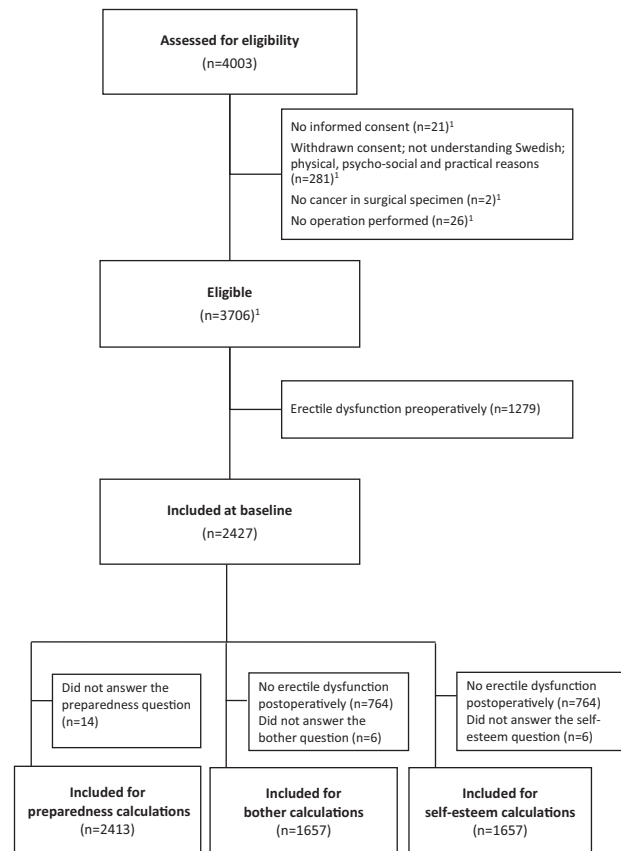 Assessed for eligibility
(n=4003)
No informed consent (n=21)¹
Withdrawn consent; not understanding Swedish;
physical, psycho-social and practical reasons
(n=281)¹
No cancer in surgical specimen (n=2)¹
No operation performed (n=26)¹
Eligible
(n=3706)¹
Erectile dysfunction preoperatively (n=1279)
Included at baseline
(n=2427)
Did not answer the
preparedness question
(n=14)
No erectile dysfunction
postoperatively (n=764)
Did not answer the
bother question (n=6)
No erectile dysfunction
postoperatively (n=764)
Did not answer the self-
esteem question (n=6)
Included for
preparedness calculations
(n=2413)
Included for
bother calculations
(n=1657)
Included for
self-esteem calculations
(n=1657)